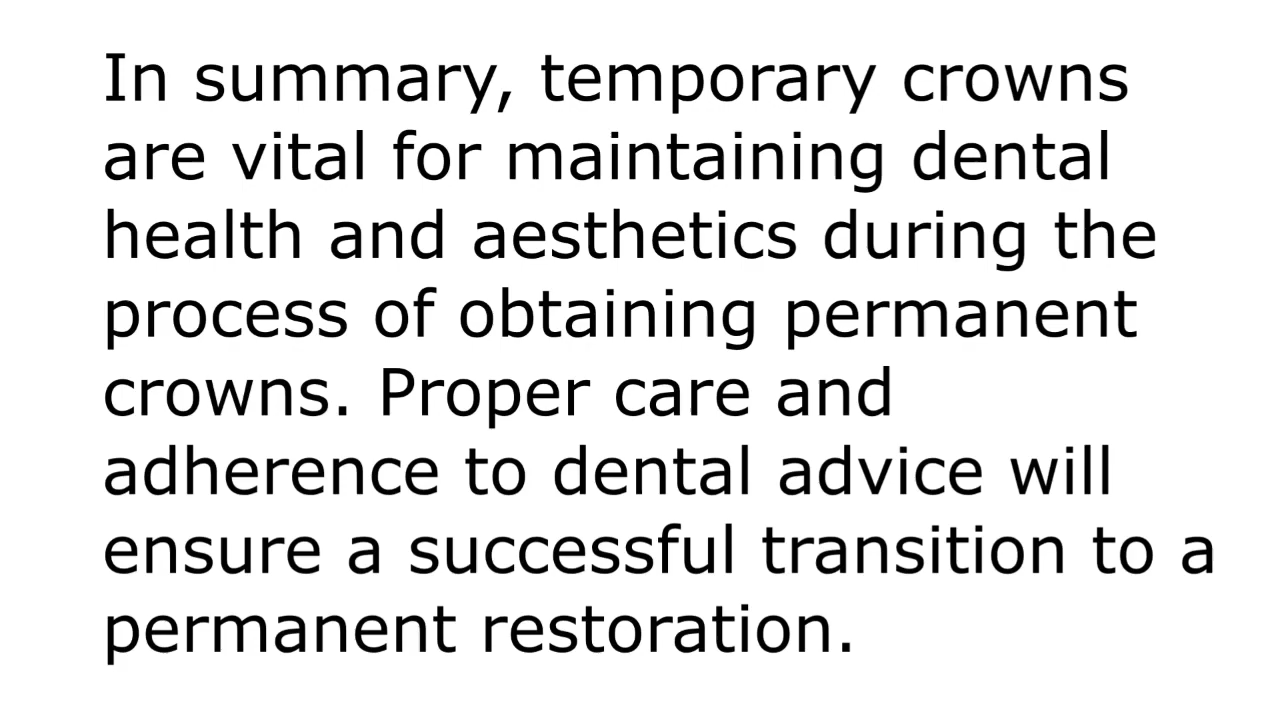 In summary, temporary crowns
are vital for maintaining dental
health and aesthetics during the
process of obtaining permanent
crowns. Proper care and
adherence to dental advice will
ensure a successful transition to a
permanent restoration.